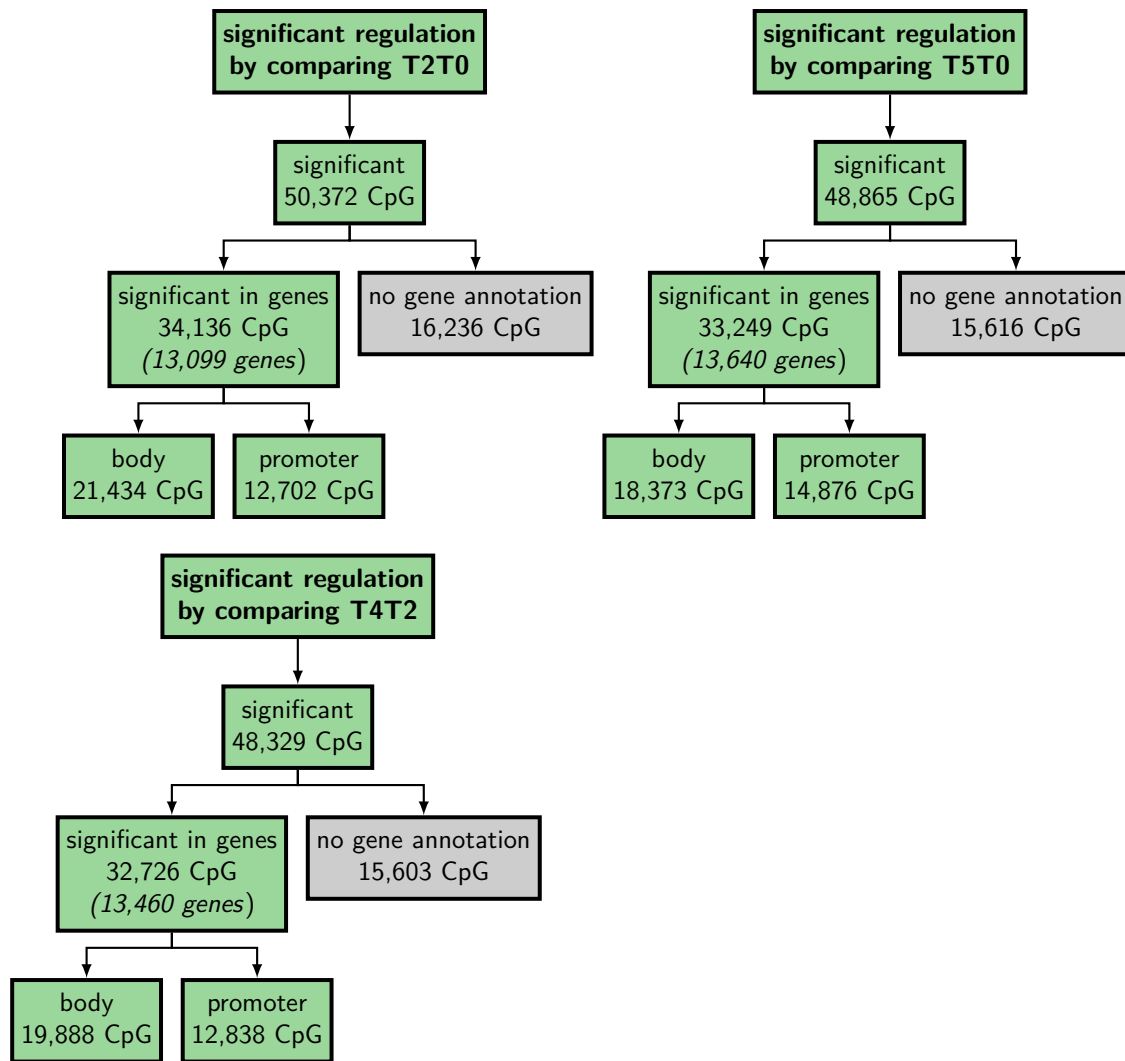 significant regulation
by comparing T2T0
significant
50,372 CpG
significant in genes
34,136 CpG
(13,099 genes)
no gene annotation
16,236 CpG
body
21,434 CpG
promoter
12,702 CpG
significant regulation
by comparing T5T0
significant
48,865 CpG
significant in genes
33,249 CpG
(13,640 genes)
no gene annotation
15,616 CpG
body
18,373 CpG
promoter
14,876 CpG
significant regulation
by comparing T4T2
significant
48,329 CpG
significant in genes
32,726 CpG
(13,460 genes)
no gene annotation
15,603 CpG
body
19,888 CpG
promoter
12,838 CpG